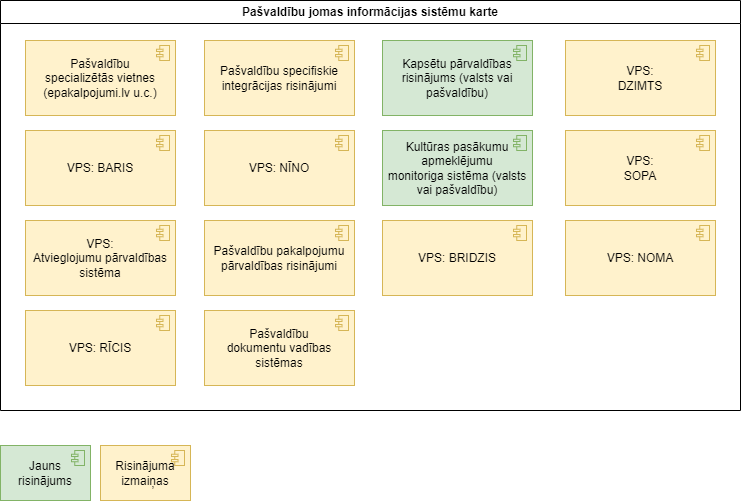 Pašvaldību jomas informācijas sistēmu karte
Pašvaldību
specializētās vietnes
(epakalpojumi.lv u.c.)
Pašvaldību specifiskie
integrācijas risinājumi
Kapsētu pārvaldības
risinājums (valsts vai
pašvaldību)
VPS:
DZIMTS
VPS: BARIS
VPS: NĪNO
Kultūras pasākumu
apmeklējumu
monitoriga sistēma (valsts
vai pašvaldību)
VPS:
SOPA
VPS:
Atvieglojumu pārvaldības
sistēma
Pašvaldību pakalpojumu
pārvaldības risinājumi
VPS: BRIDZIS
VPS: NOMA
VPS: RĪCIS
Pašvaldību
dokumentu vadības
sistēmas
Jauns
risinājums
Risinājuma
izmaiņas